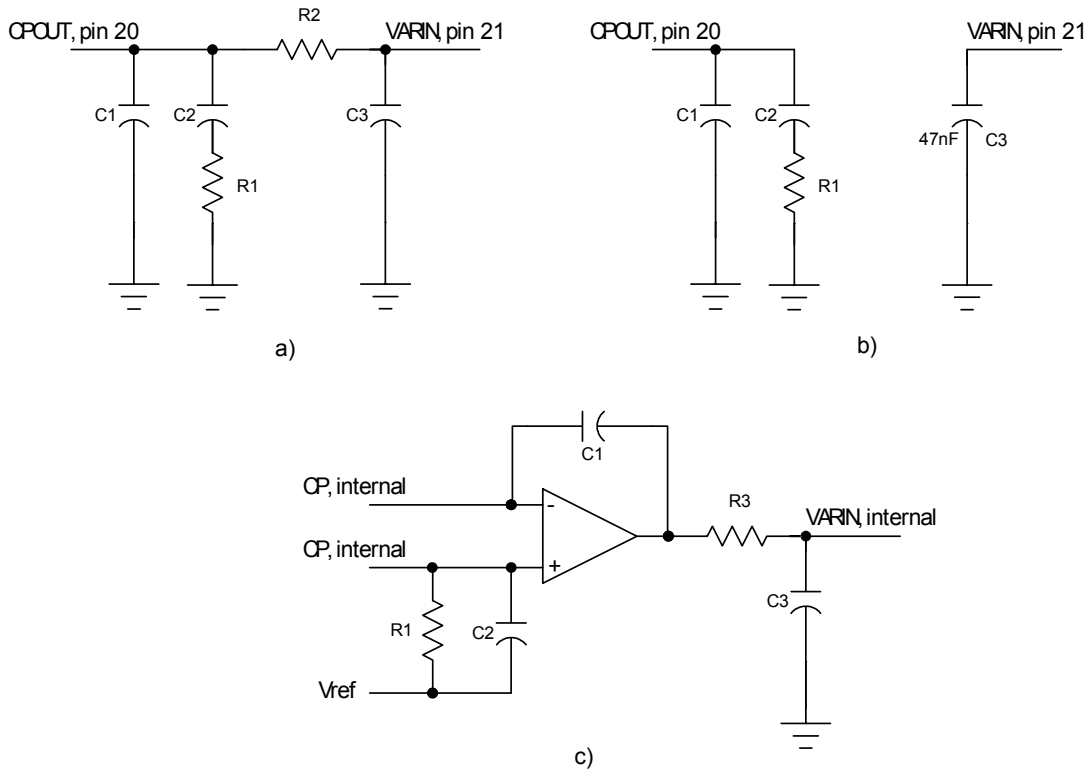 R2
CPOUT, pin 20
VARIN, pin 21
C1
C2
C3
R1
a)
CPOUT, pin 20
VARIN, pin 21
C1
C2
47nF
C3
R1
b)
C1
CP, internal
R3
VARIN, internal
-
CP, internal
+
C3
R1
C2
Vref
c)